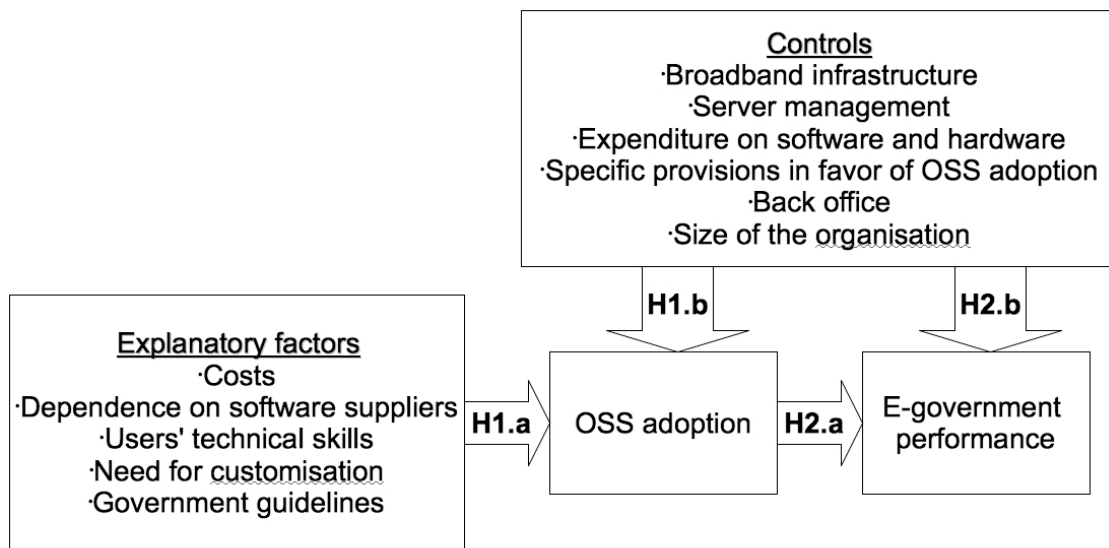 Controls
·Broadband infrastructure
·Server management
·Expenditure on software and hardware
·Specific provisions in favor of OSS adoption
·Back office
·Size of the organisation
H1.b
H2.b
Explanatory factors
·Costs
·Dependence on software suppliers
·Users' technical skills
·Need for customisation
·Government guidelines
H1.a
OSS adoption
H2.a
E-government
performance